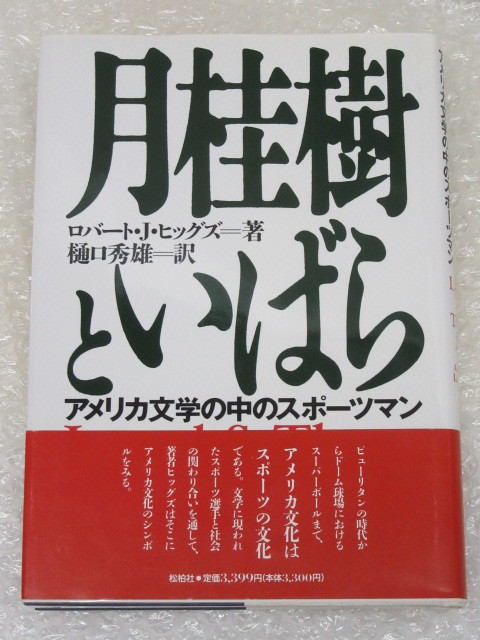 月桂樹
ロバート・J・ヒッグズ＝著
樋口秀雄＝訳
といばら
アメリカ文学の中のスポーツマン
ピューリタンの時代か
らドーム球場における
スーパーボールまで、
アメリカ文化は
スポーツの文化
である。文学に現われ
たスポーツ選手と社会
の関わり合いを通して、
著者ヒッグズはそこに
アメリカ文化のシンボ
ルをみる。
松柏社●定価3,399円(本体3,300円)